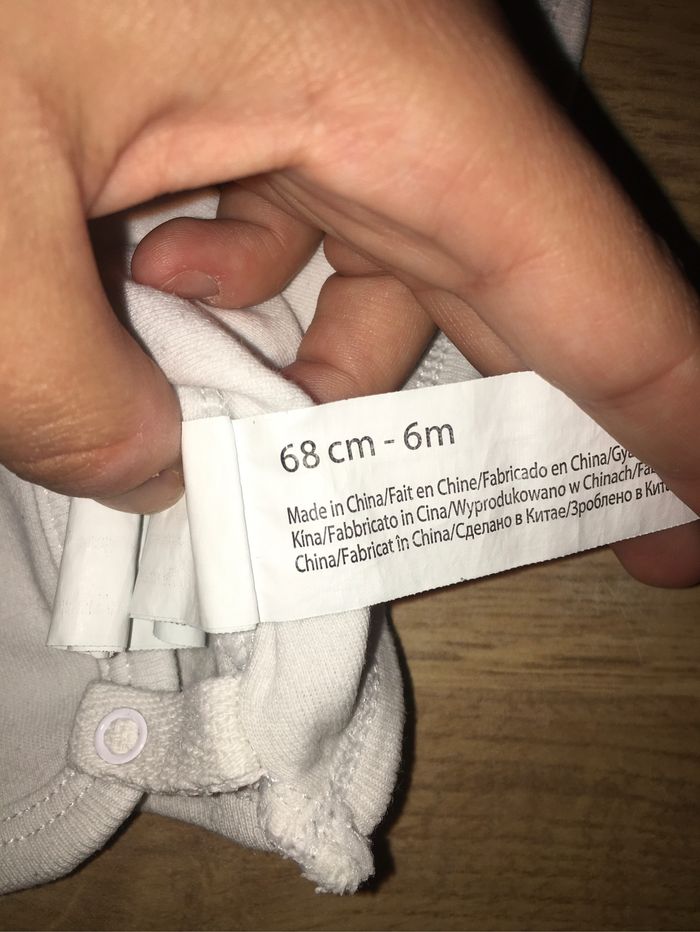 68 cm - 6m
Made in China/Fait en Chine/Fabricado en China/
Kína/Fabbricato in Cina/Wyprodukowano w Chinach/
China/Fabricat în China/Сделано в Китае/Зроблено в